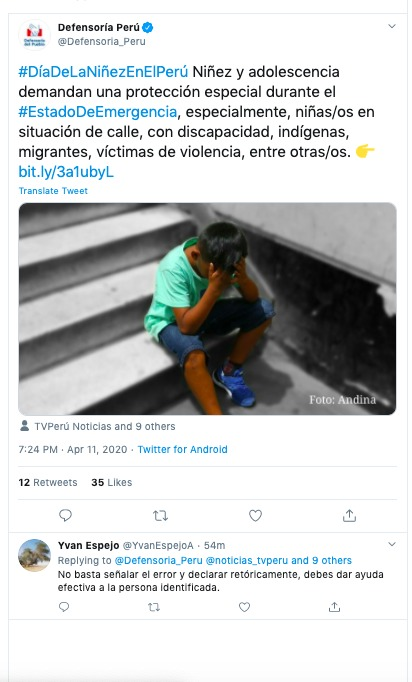 Defensoría Perú
@Defensoria_Peru
#DíaDeLaNiñezEnElPerú Niñez y adolescencia
demandan una protección especial durante el
#EstadoDeEmergencia, especialmente, niñas/os en
situación de calle, con discapacidad, indígenas,
migrantes, víctimas de violencia, entre otras/os. 👉
bit.ly/3a1ubyL
Translate Tweet
Foto: Andina
TVPerú Noticias and 9 others
7:24 PM · Apr 11, 2020 · Twitter for Android
12 Retweets 35 Likes
Yvan Espejo @YvanEspejoA · 54m
Replying to @Defensoria_Peru @noticias_tvperu and 9 others
No basta señalar el error y declarar retóricamente, debes dar ayuda
efectiva a la persona identificada.